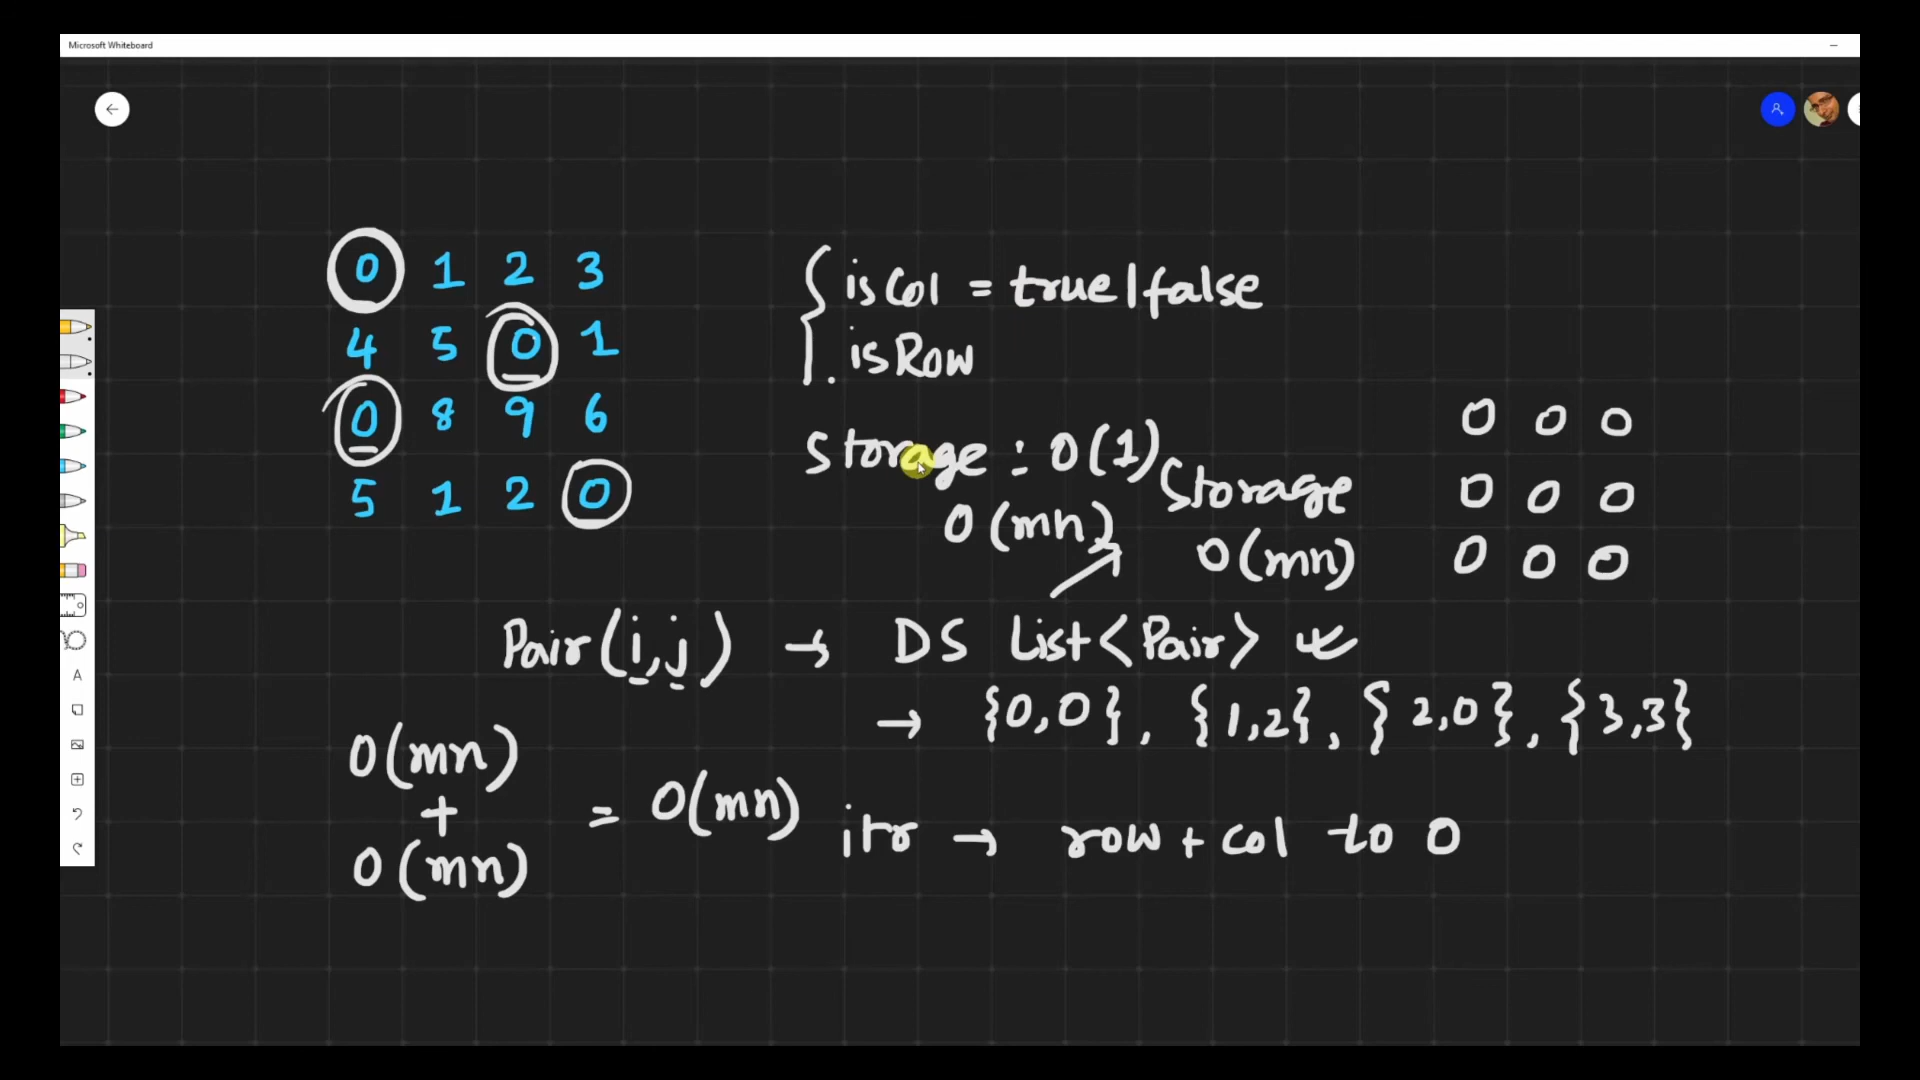 Microsoft Whiteboard
0 1 2 3
4 5 0 1
0 8 9 6
5 1 2 0
isCol = true|false
isRow
Storage : O(1)
O(mn)
Storage
O(mn)
0 0 0
0 0 0
0 0 0
Pair(i,j) → DS List<Pair>
→ {0,0}, {1,2}, {2,0}, {3,3}
O(mn)
+
O(mn)
= O(mn)
itr → row + col to 0